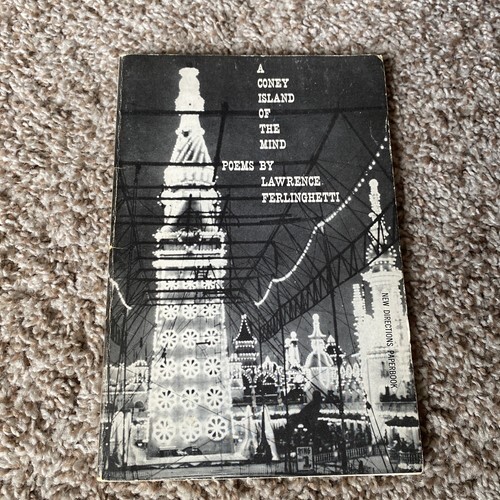 A
CONEY
ISLAND
OF
THE
MIND
POEMS BY
LAWRENCE
FERLINGHETTI
NEW DIRECTIONS PAPERBOOK